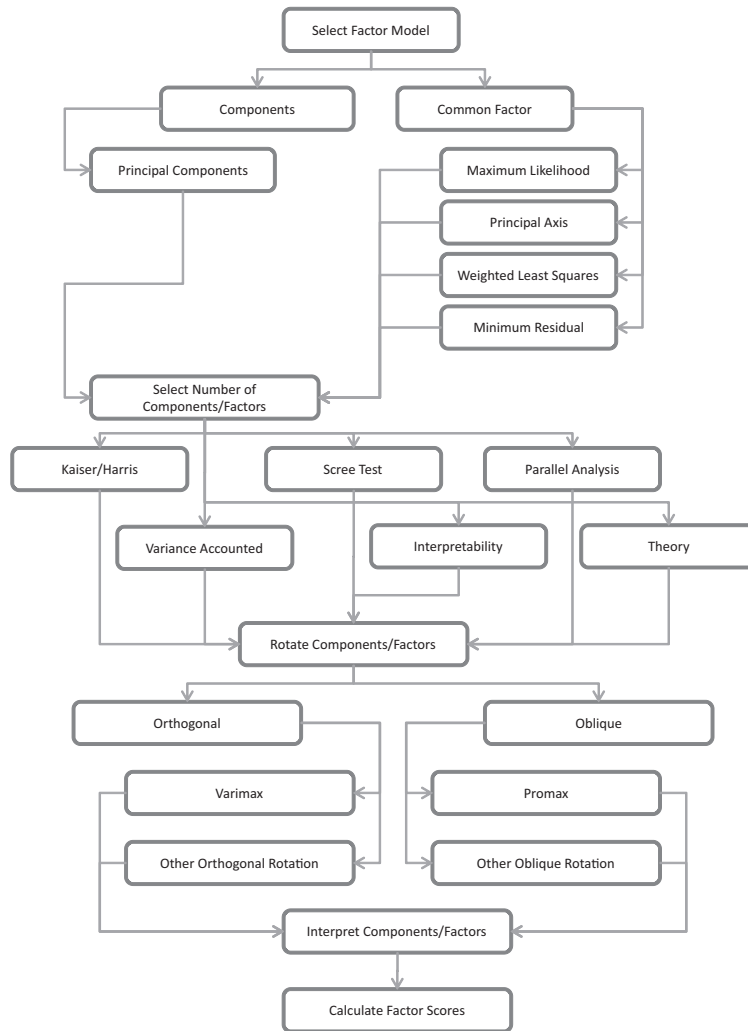 Select Factor Model
Components
Common Factor
Principal Components
Maximum Likelihood
Principal Axis
Weighted Least Squares
Minimum Residual
Select Number of
Components/Factors
Kaiser/Harris
Scree Test
Parallel Analysis
Variance Accounted
Interpretability
Theory
Rotate Components/Factors
Orthogonal
Oblique
Varimax
Promax
Other Orthogonal Rotation
Other Oblique Rotation
Interpret Components/Factors
Calculate Factor Scores